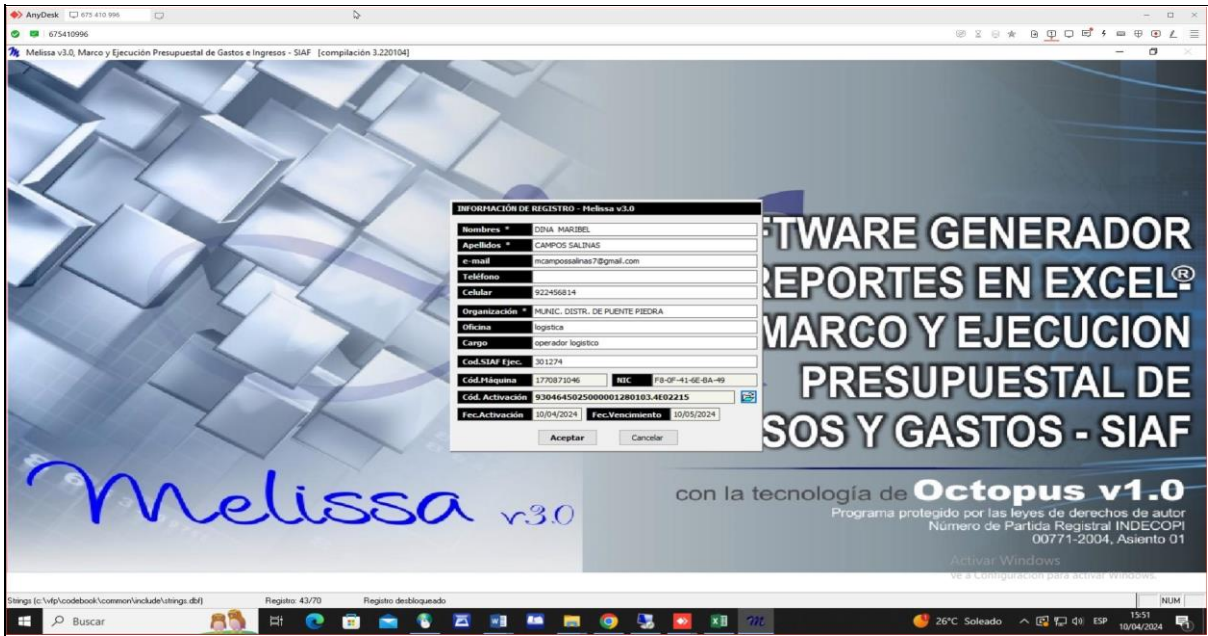 AnyDesk 675 410 996
675410996
Melissa v3.0, Marco y Ejecución Presupuestal de Gastos e Ingresos - SIAF [compilación 3.220104]
INFORMACIÓN DE REGISTRO - Melissa v3.0
Nombres * DINA MARIBEL
Apellidos * CAMPOS SALINAS
e-mail mcampossalinas7@gmail.com
Teléfono
Celular 922456814
Organización * MUNIC. DISTR. DE PUENTE PIEDRA
Oficina logistica
Cargo operador logistico
Cod.SIAF Ejec. 301274
Cód.Máquina 1770871046 NIC F8-0F-41-6E-BA-49
Cód. Activación 9304645025000001280103.4E02215
Fec.Activación 10/04/2024 Fec.Vencimiento 10/05/2024
Aceptar Cancelar
FTWARE GENERADOR
REPORTES EN EXCEL®
MARCO Y EJECUCION
PRESUPUESTAL DE
SOS Y GASTOS - SIAF
Melissa v3.0
con la tecnología de Octopus v1.0
Programa protegido por las leyes de derechos de autor
Número de Partida Registral INDECOPI
00771-2004, Asiento 01
Activar Windows
Ve a Configuración para activar Windows.
Strings (c:\vfp\codebook\common\include\strings.dbf) Registro: 43/70 Registro desbloqueado NUM
Buscar 26°C Soleado ESP 15:51
10/04/2024